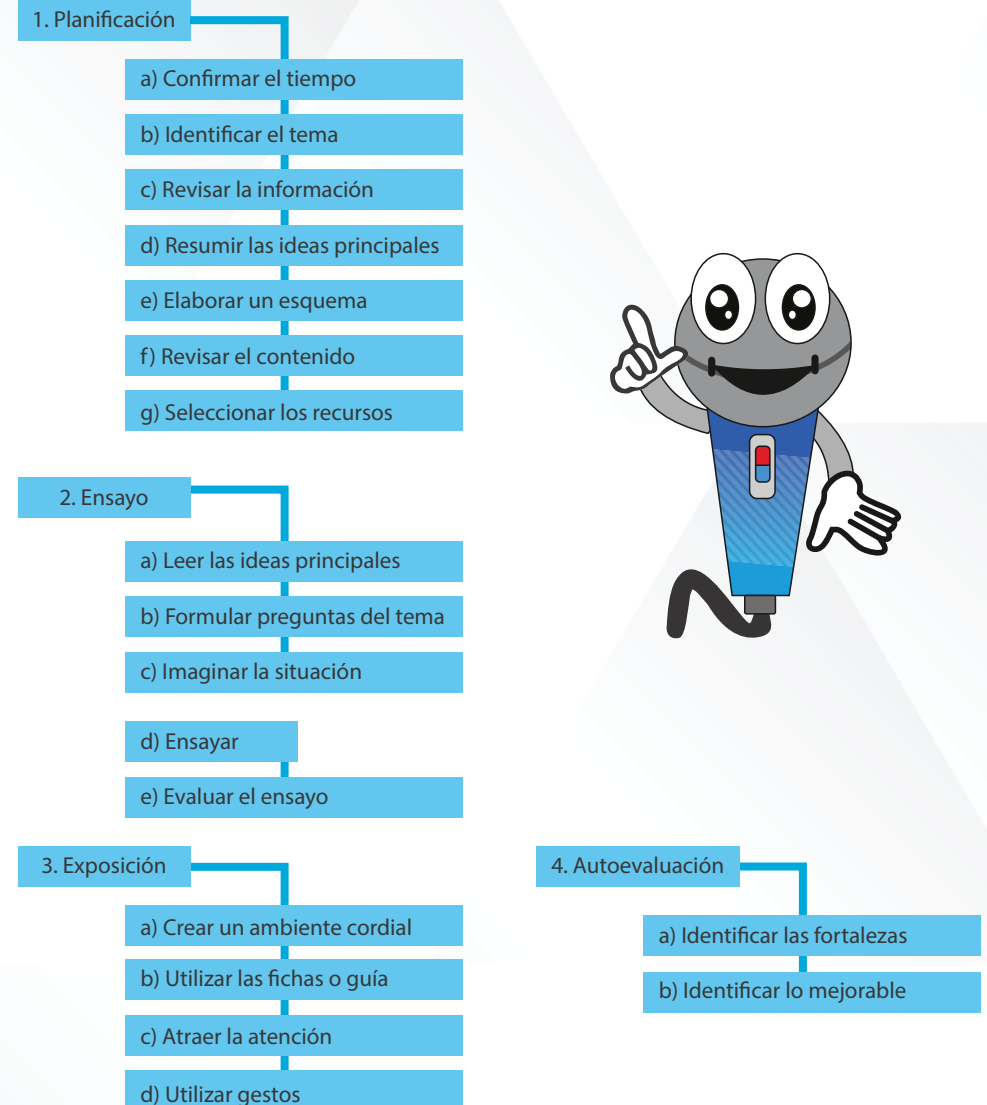 1. Planificación
a) Confirmar el tiempo
b) Identificar el tema
c) Revisar la información
d) Resumir las ideas principales
e) Elaborar un esquema
f) Revisar el contenido
g) Seleccionar los recursos
2. Ensayo
a) Leer las ideas principales
b) Formular preguntas del tema
c) Imaginar la situación
d) Ensayar
e) Evaluar el ensayo
3. Exposición
a) Crear un ambiente cordial
b) Utilizar las fichas o guía
c) Atraer la atención
d) Utilizar gestos
4. Autoevaluación
a) Identificar las fortalezas
b) Identificar lo mejorable